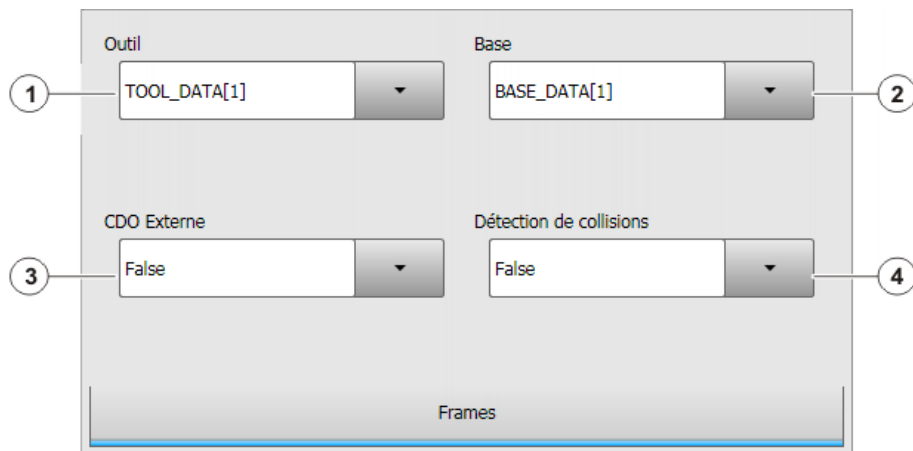 Outil
Base
1
TOOL_DATA[1]
BASE_DATA[1]
2
CDO Externe
Détection de collisions
3
False
False
4
Frames